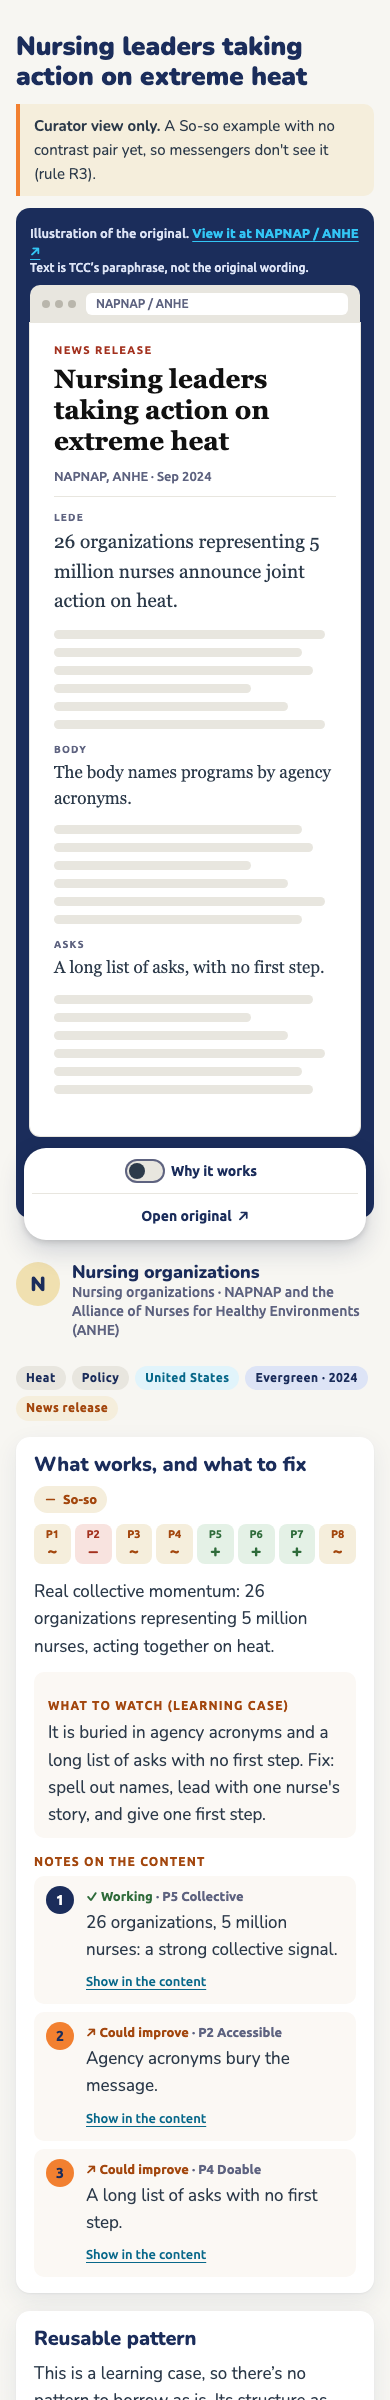 Nursing leaders taking
action on extreme heat
Curator view only. A So-so example with no
contrast pair yet, so messengers don't see it
(rule R3).
Illustration of the original. View it at NAPNAP / ANHE
↗
Text is TCC's paraphrase, not the original wording.
NAPNAP / ANHE
NEWS RELEASE
Nursing leaders
taking action on
extreme heat
NAPNAP, ANHE · Sep 2024
LEDE
26 organizations representing 5
million nurses announce joint
action on heat.
BODY
The body names programs by agency
acronyms.
ASKS
A long list of asks, with no first step.
Why it works
Open original ↗
N
Nursing organizations
Nursing organizations · NAPNAP and the
Alliance of Nurses for Healthy Environments
(ANHE)
Heat Policy United States Evergreen · 2024
News release
What works, and what to fix
– So-so
P1 P2 P3 P4 P5 P6 P7 P8
~ – ~ ~ + + + ~
Real collective momentum: 26
organizations representing 5 million
nurses, acting together on heat.
WHAT TO WATCH (LEARNING CASE)
It is buried in agency acronyms and a
long list of asks with no first step. Fix:
spell out names, lead with one nurse's
story, and give one first step.
NOTES ON THE CONTENT
1 ✓ Working · P5 Collective
26 organizations, 5 million
nurses: a strong collective signal.
Show in the content
2 ↗ Could improve · P2 Accessible
Agency acronyms bury the
message.
Show in the content
3 ↗ Could improve · P4 Doable
A long list of asks with no first
step.
Show in the content
Reusable pattern
This is a learning case, so there's no
pattern to borrow as is. Its structure as